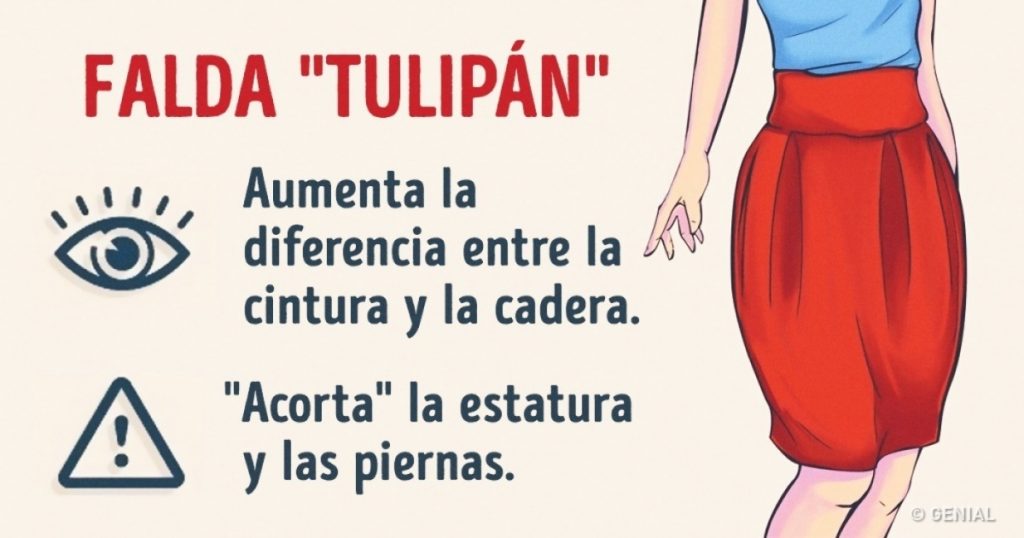 FALDA "TULIPÁN"
Aumenta la
diferencia entre la
cintura y la cadera.
"Acorta" la estatura
y las piernas.
© GENIAL